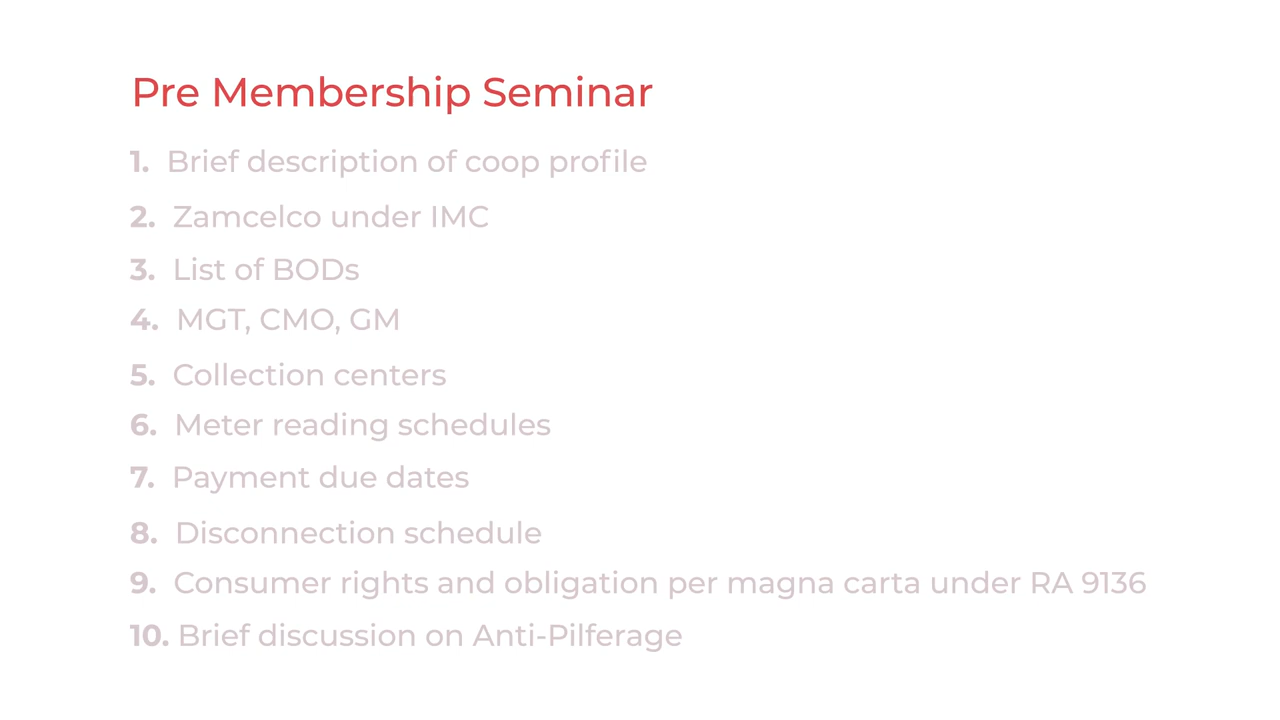 Pre Membership Seminar
1. Brief description of coop profile
2. Zamcelco under IMC
3. List of BODs
4. MGT, CMO, GM
5. Collection centers
6. Meter reading schedules
7. Payment due dates
8. Disconnection schedule
9. Consumer rights and obligation per magna carta under RA 9136
10. Brief discussion on Anti-Pilferage